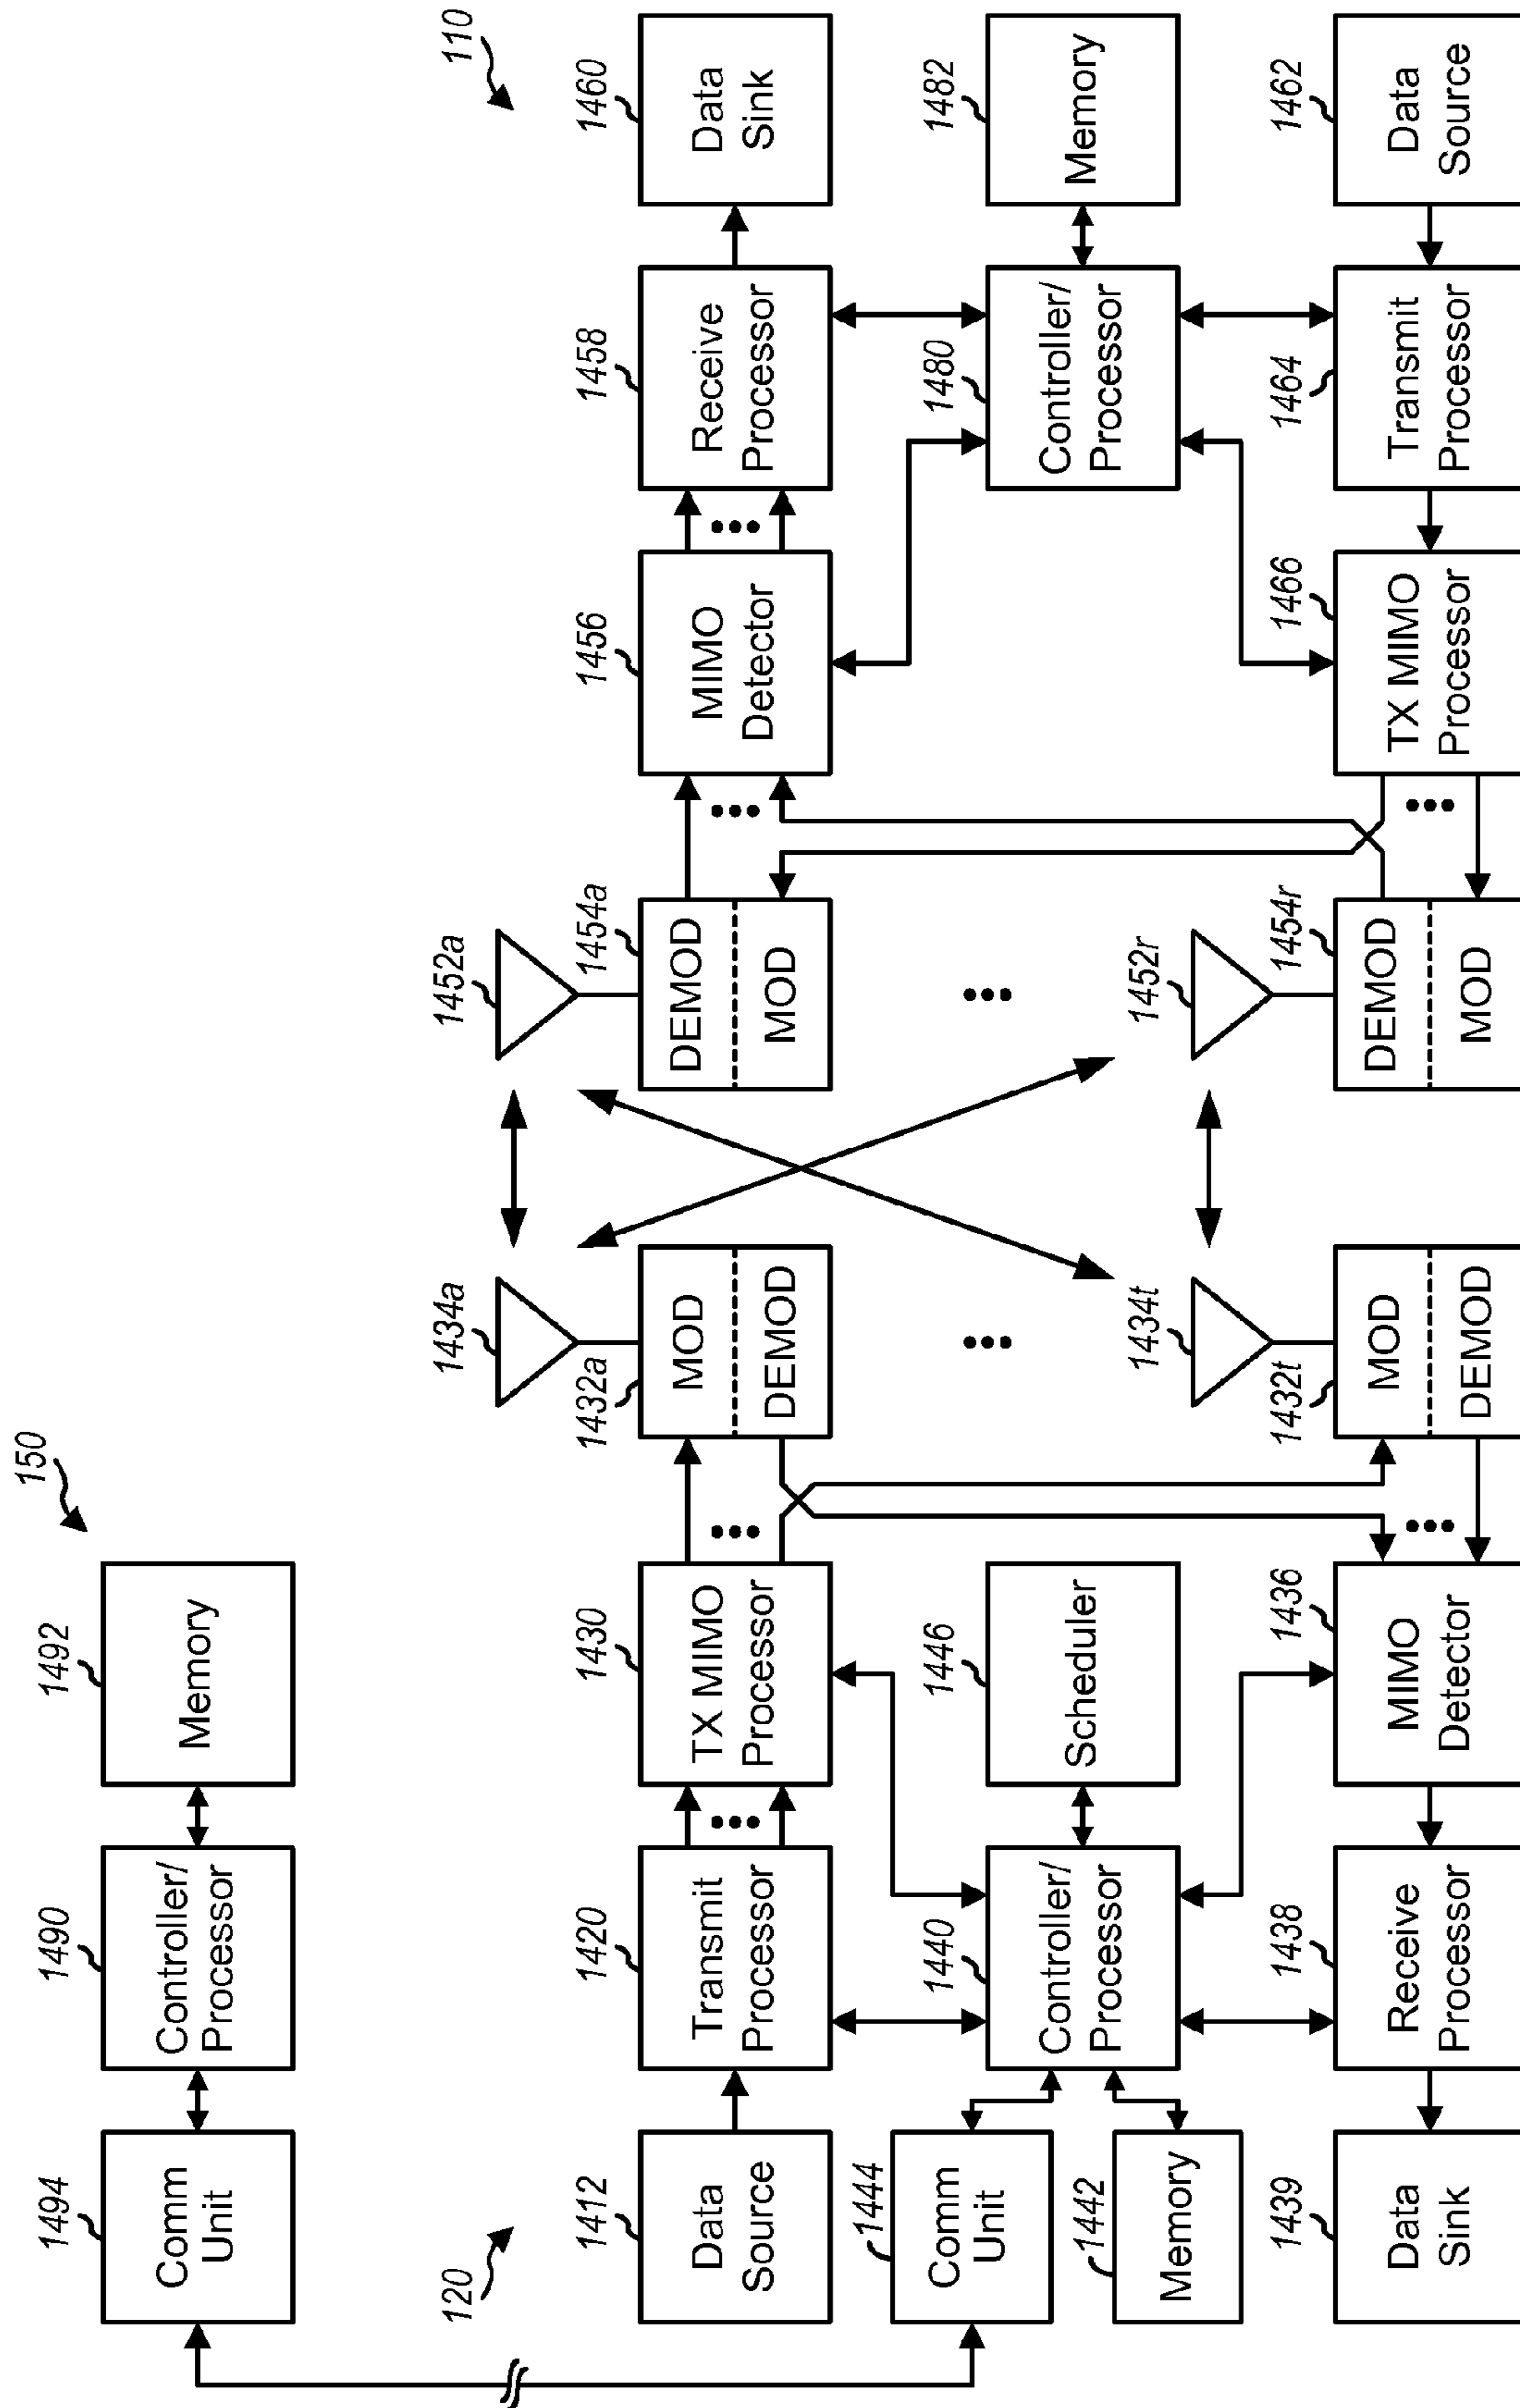 150
1494
1490
1492
Comm
Unit
Controller/
Processor
Memory
120
110
1434a
1452a
1412
1420
1430
1432a
1454a
1456
1458
1460
Data
Source
Transmit
Processor
TX MIMO
Processor
MOD
DEMOD
DEMOD
MOD
MIMO
Detector
Receive
Processor
Data
Sink
1444
1440
1446
1480
1482
Comm
Unit
Controller/
Processor
Scheduler
Controller/
Processor
Memory
1442
Memory
1434t
1452r
1439
1438
1436
1432t
1454r
1466
1464
1462
Data
Sink
Receive
Processor
MIMO
Detector
MOD
DEMOD
DEMOD
MOD
TX MIMO
Processor
Transmit
Processor
Data
Source